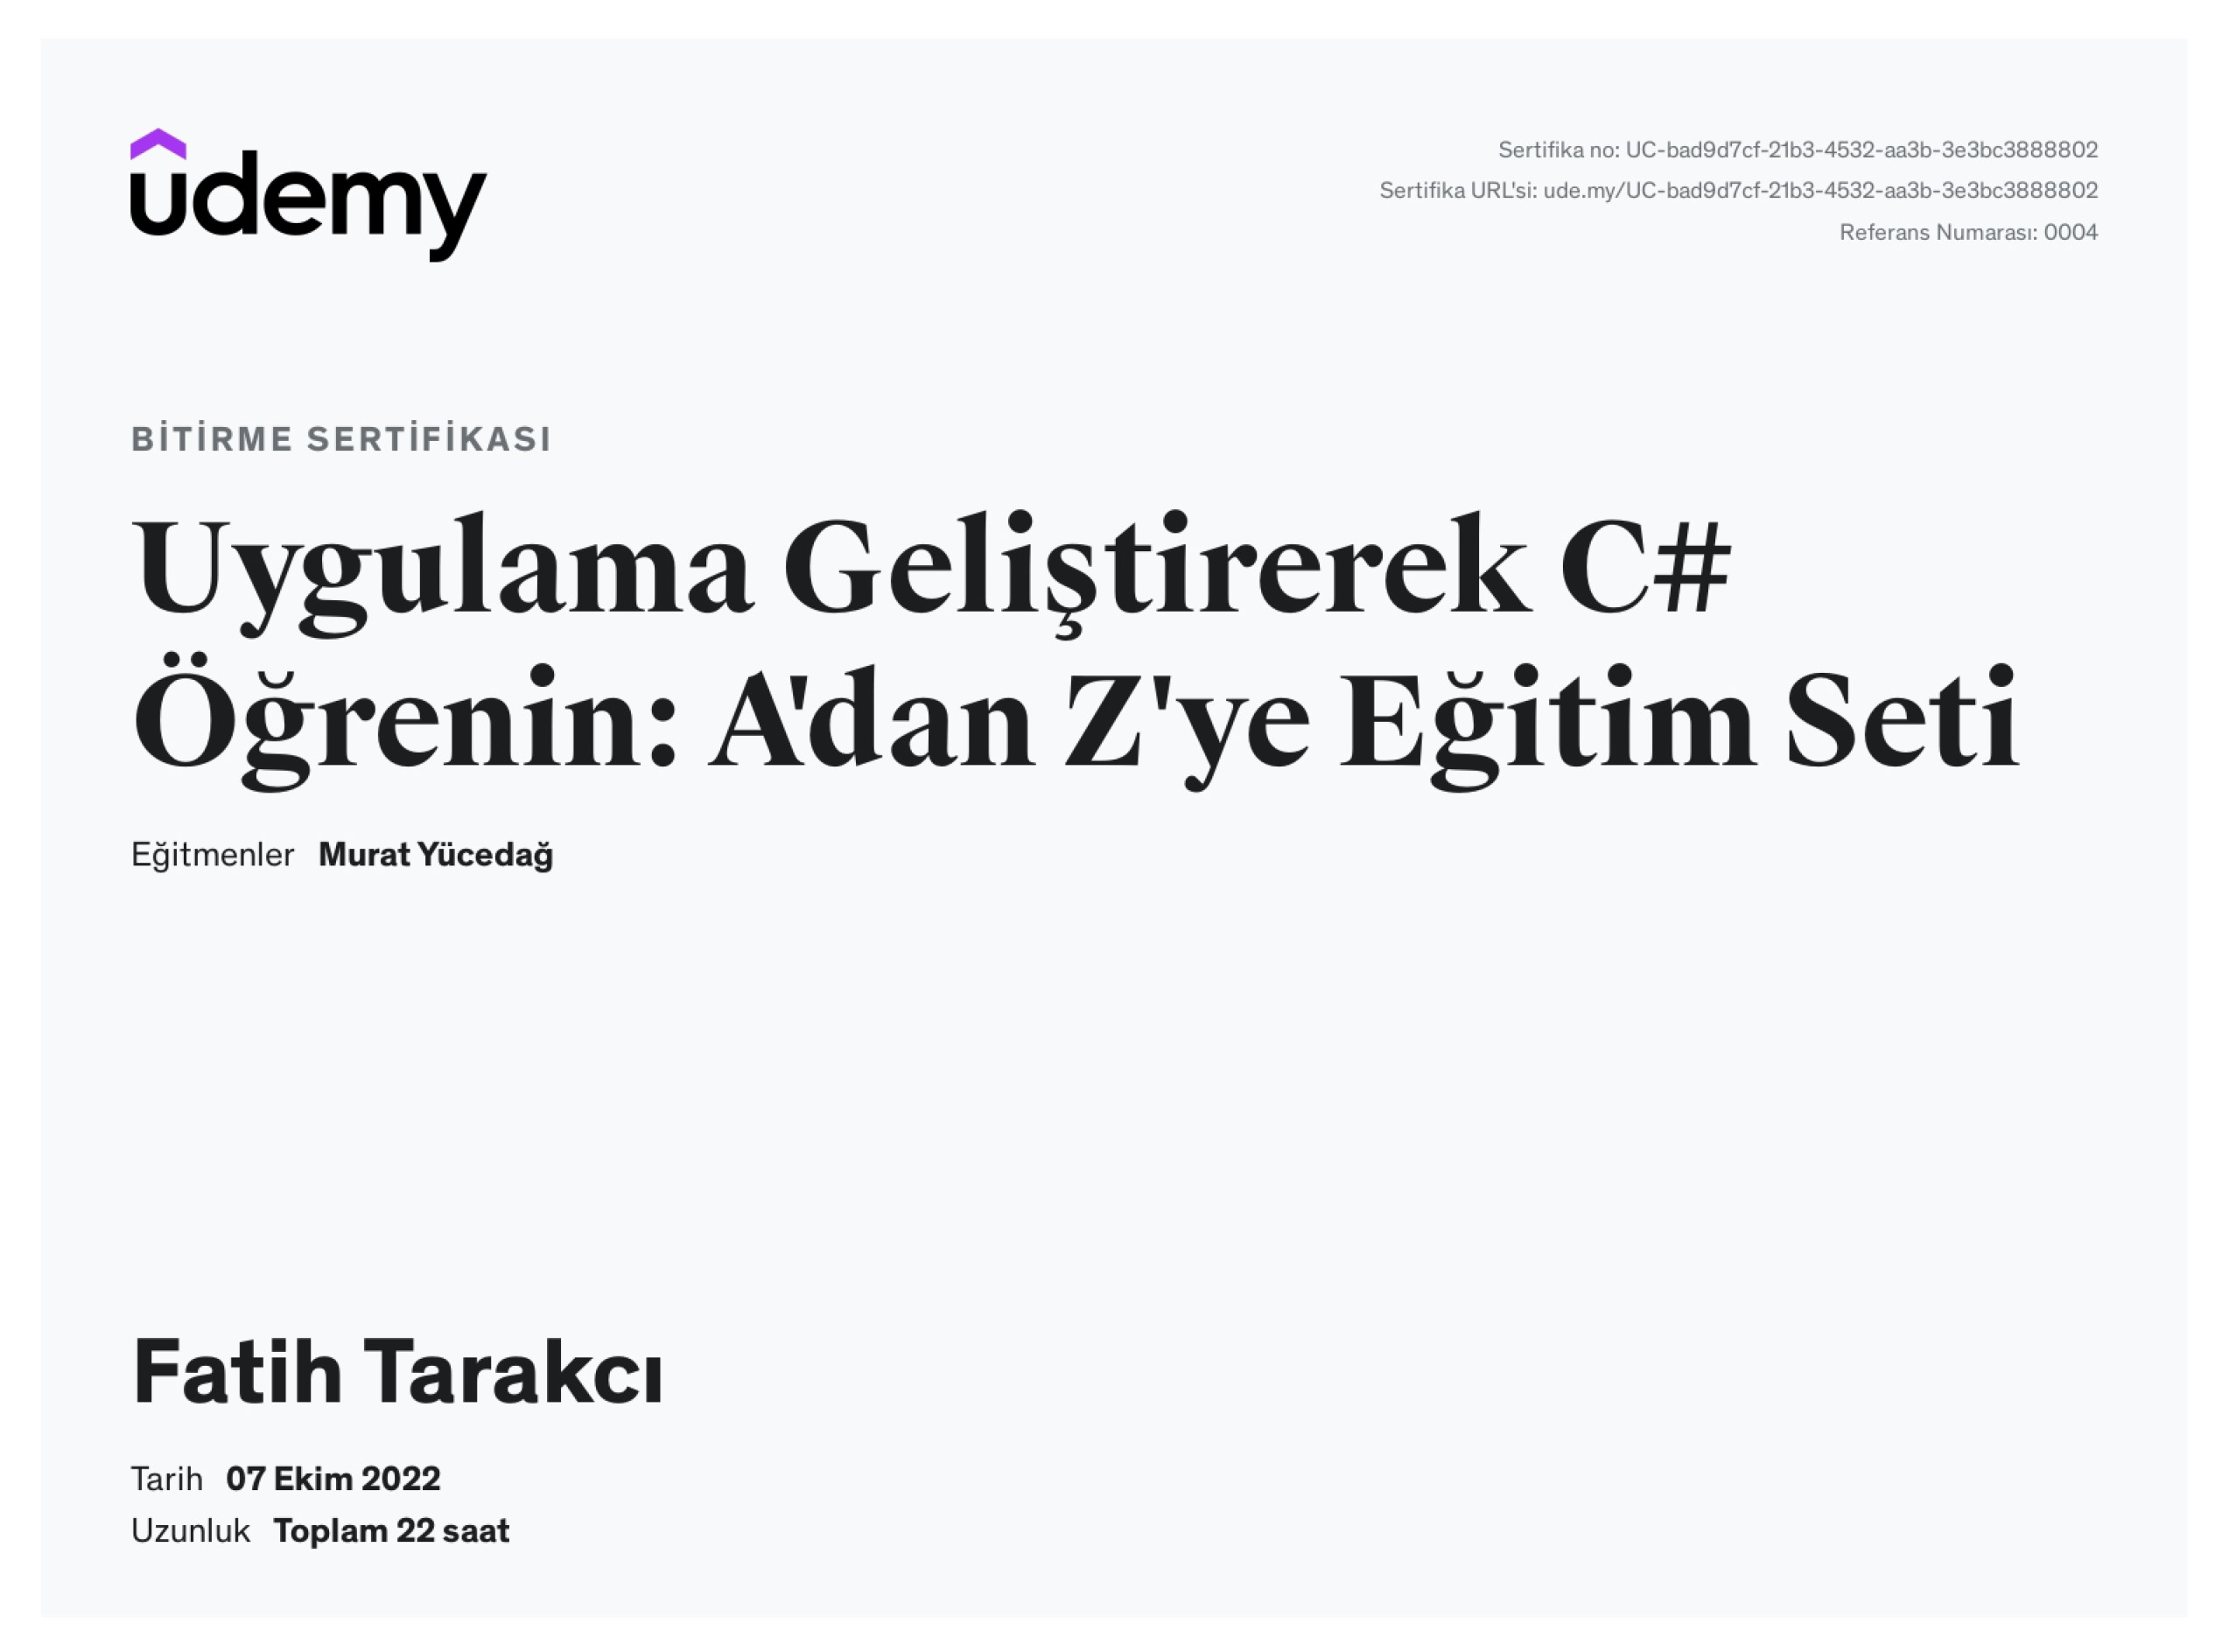 udemy
Sertifika no: UC-bad9d7cf-21b3-4532-aa3b-3e3bc3888802
Sertifika URL'si: ude.my/UC-bad9d7cf-21b3-4532-aa3b-3e3bc3888802
Referans Numarası: 0004
BİTİRME SERTİFİKASI
Uygulama Geliştirerek C#
Öğrenin: A'dan Z'ye Eğitim Seti
Eğitmenler Murat Yücedağ
Fatih Tarakcı
Tarih 07 Ekim 2022
Uzunluk Toplam 22 saat